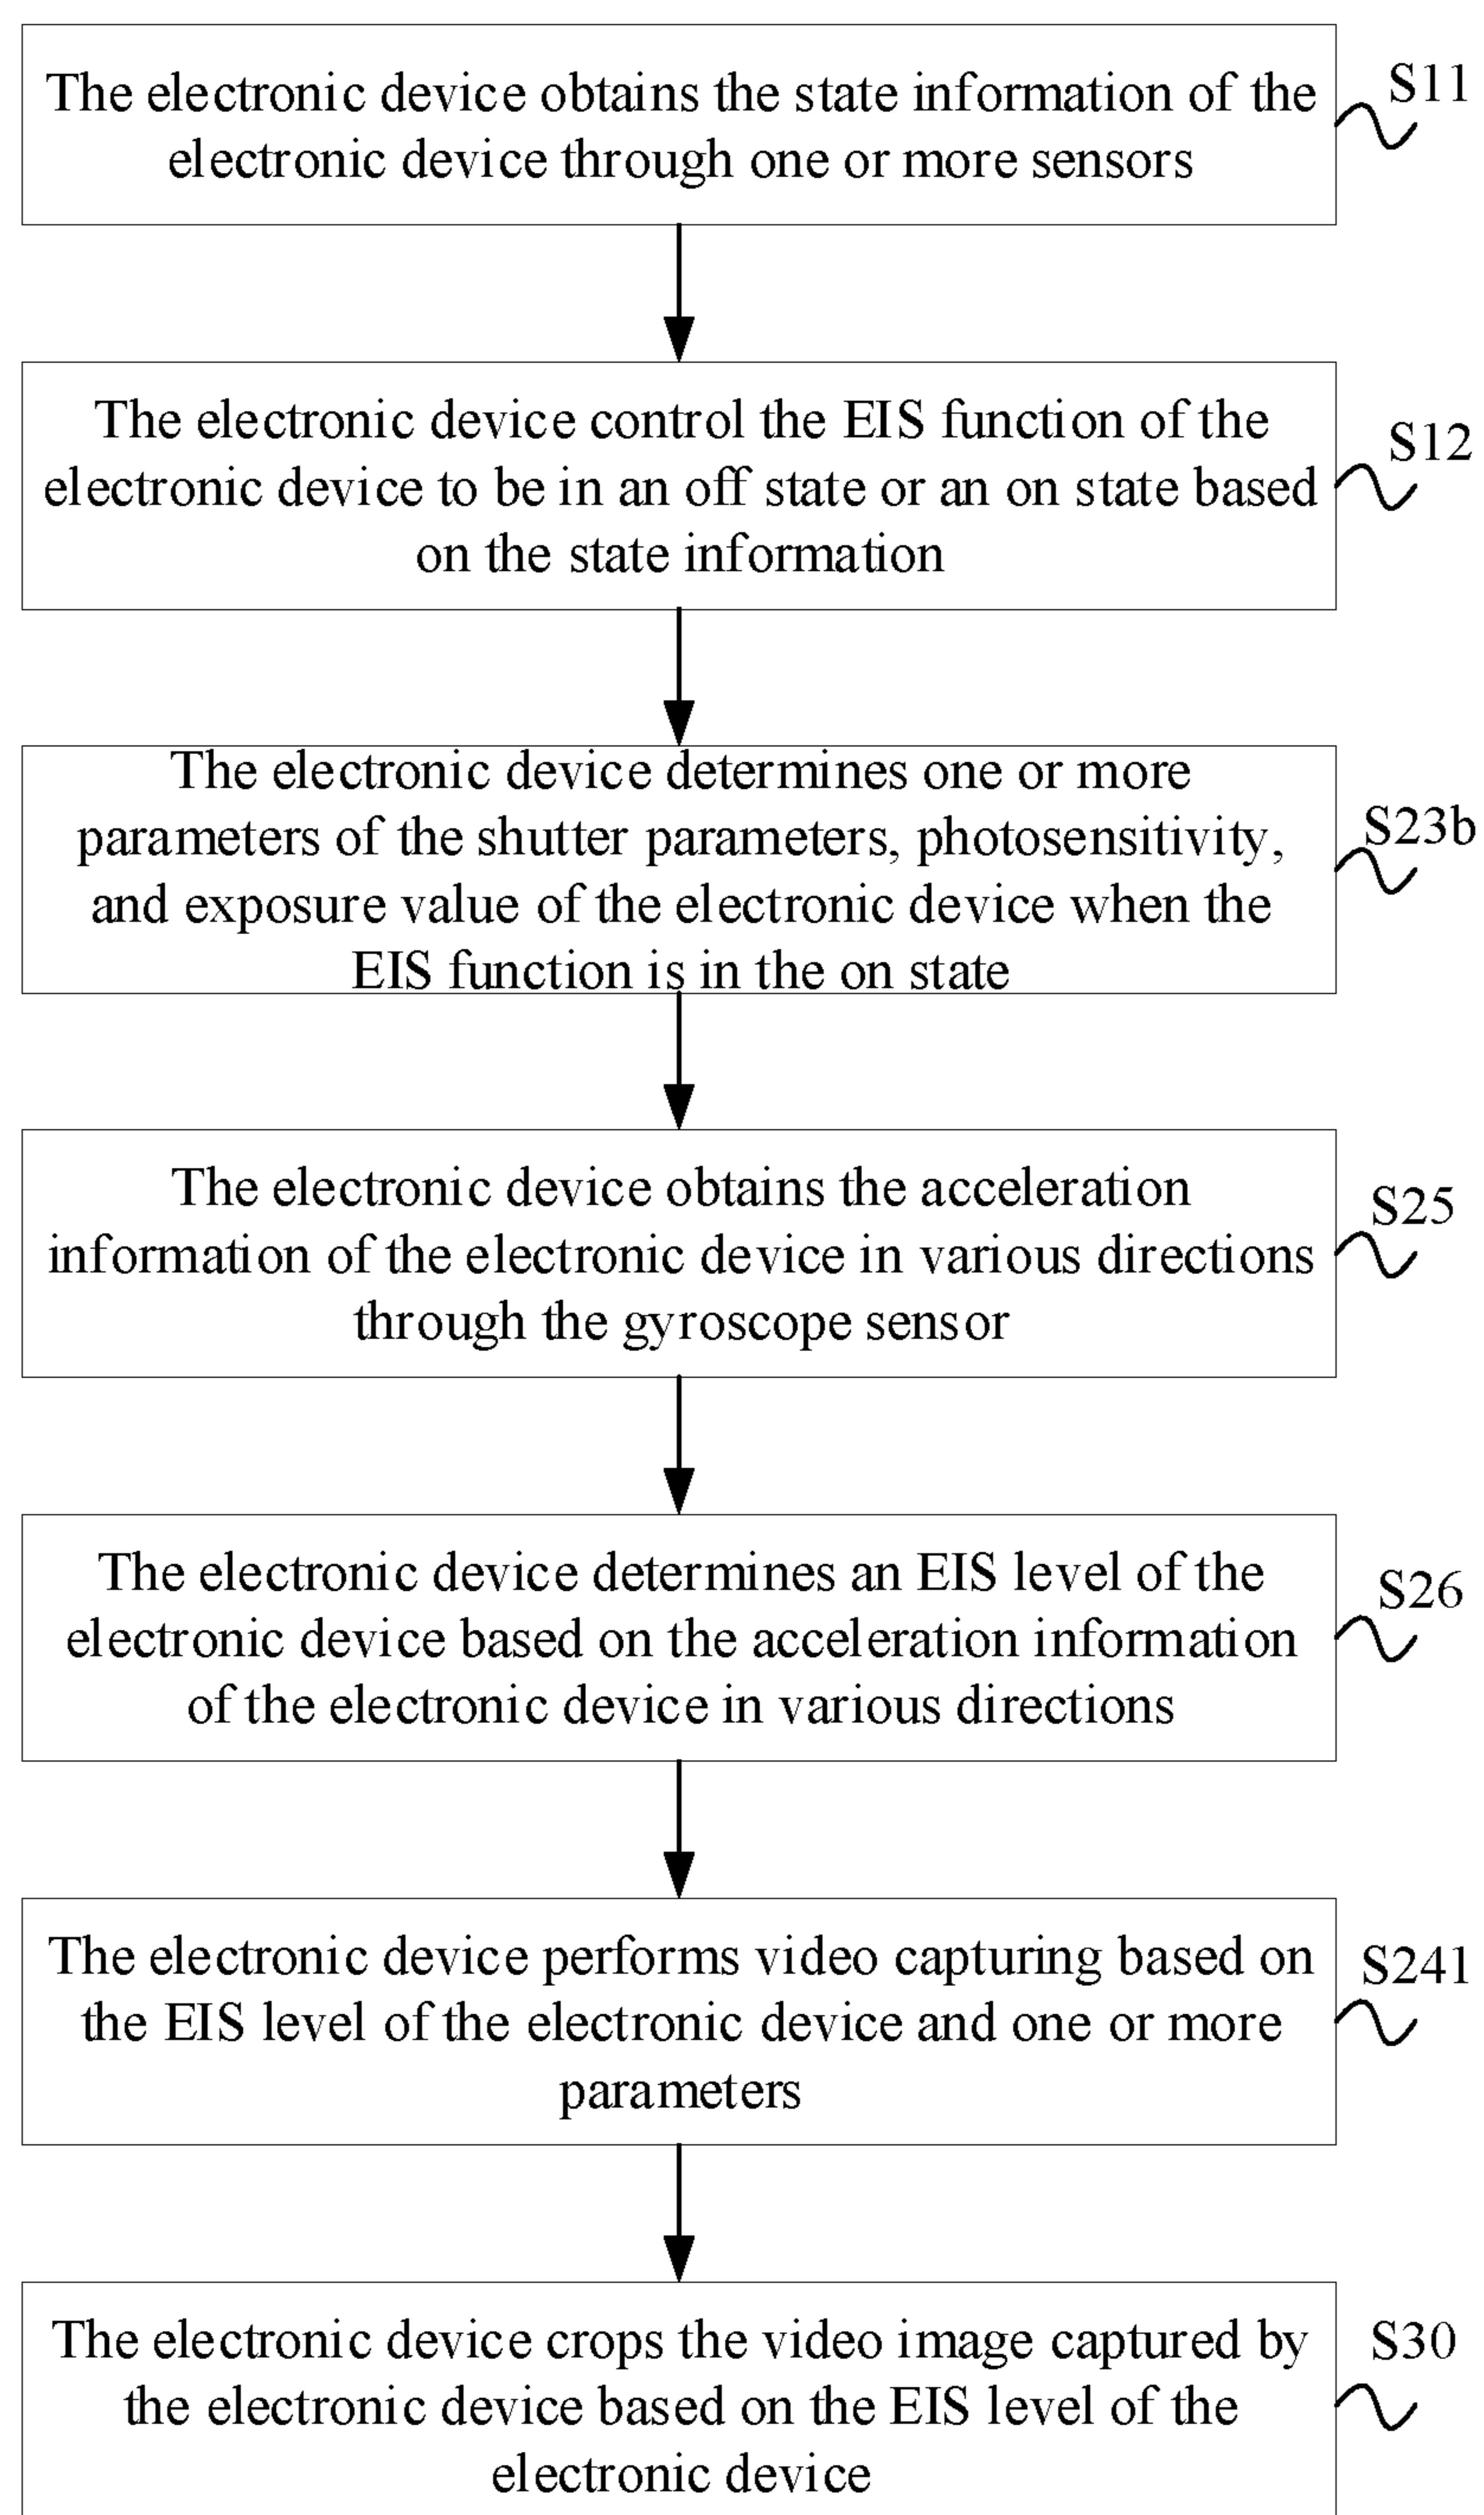 The electronic device obtains the state information of the
electronic device through one or more sensors
S11
The electronic device control the EIS function of the
electronic device to be in an off state or an on state based
on the state information
S12
The electronic device determines one or more
parameters of the shutter parameters, photosensitivity,
and exposure value of the electronic device when the
EIS function is in the on state
S23b
The electronic device obtains the acceleration
information of the electronic device in various directions
through the gyroscope sensor
S25
The electronic device determines an EIS level of the
electronic device based on the acceleration information
of the electronic device in various directions
S26
The electronic device performs video capturing based on
the EIS level of the electronic device and one or more
parameters
S241
The electronic device crops the video image captured by
the electronic device based on the EIS level of the
electronic device
S30